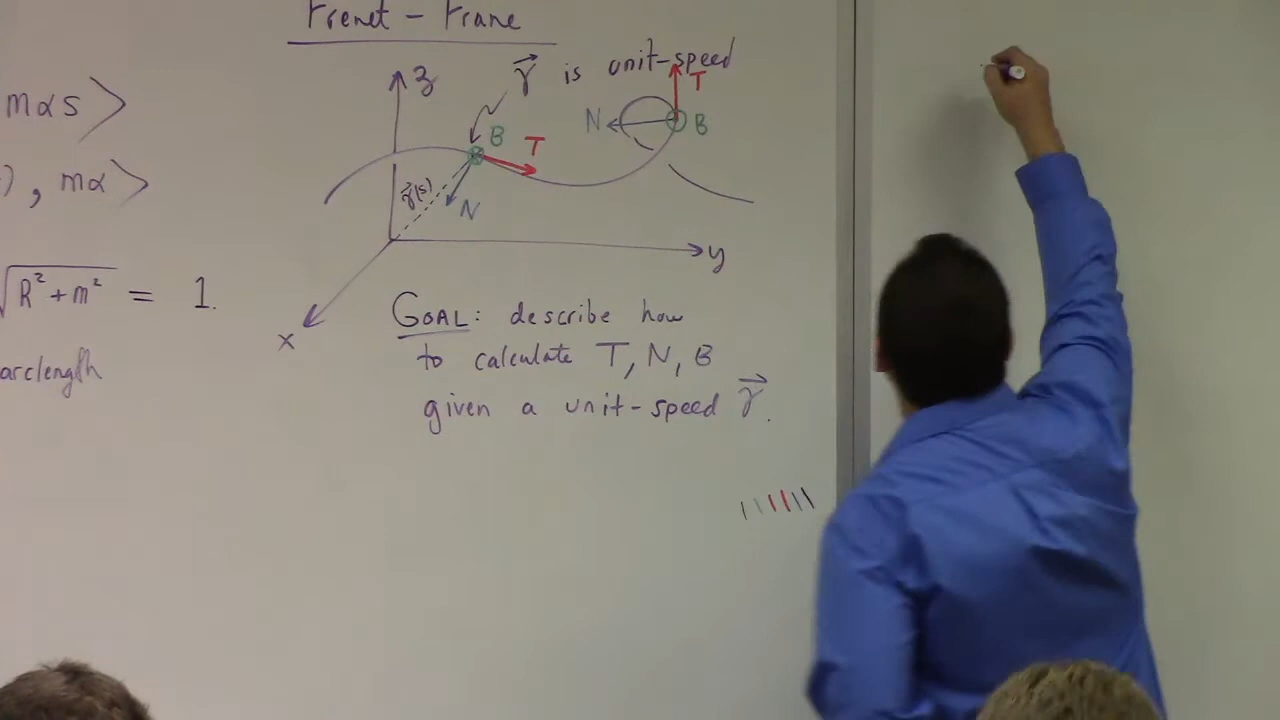 Frenet - Frame
mαs >
), mα >
√R²+m² = 1.
arclength
z
γ⃗ is unit-speed
T
N
B
B
T
γ⃗(s)
N
y
x
GOAL: describe how
to calculate T, N, B
given a unit-speed γ⃗.